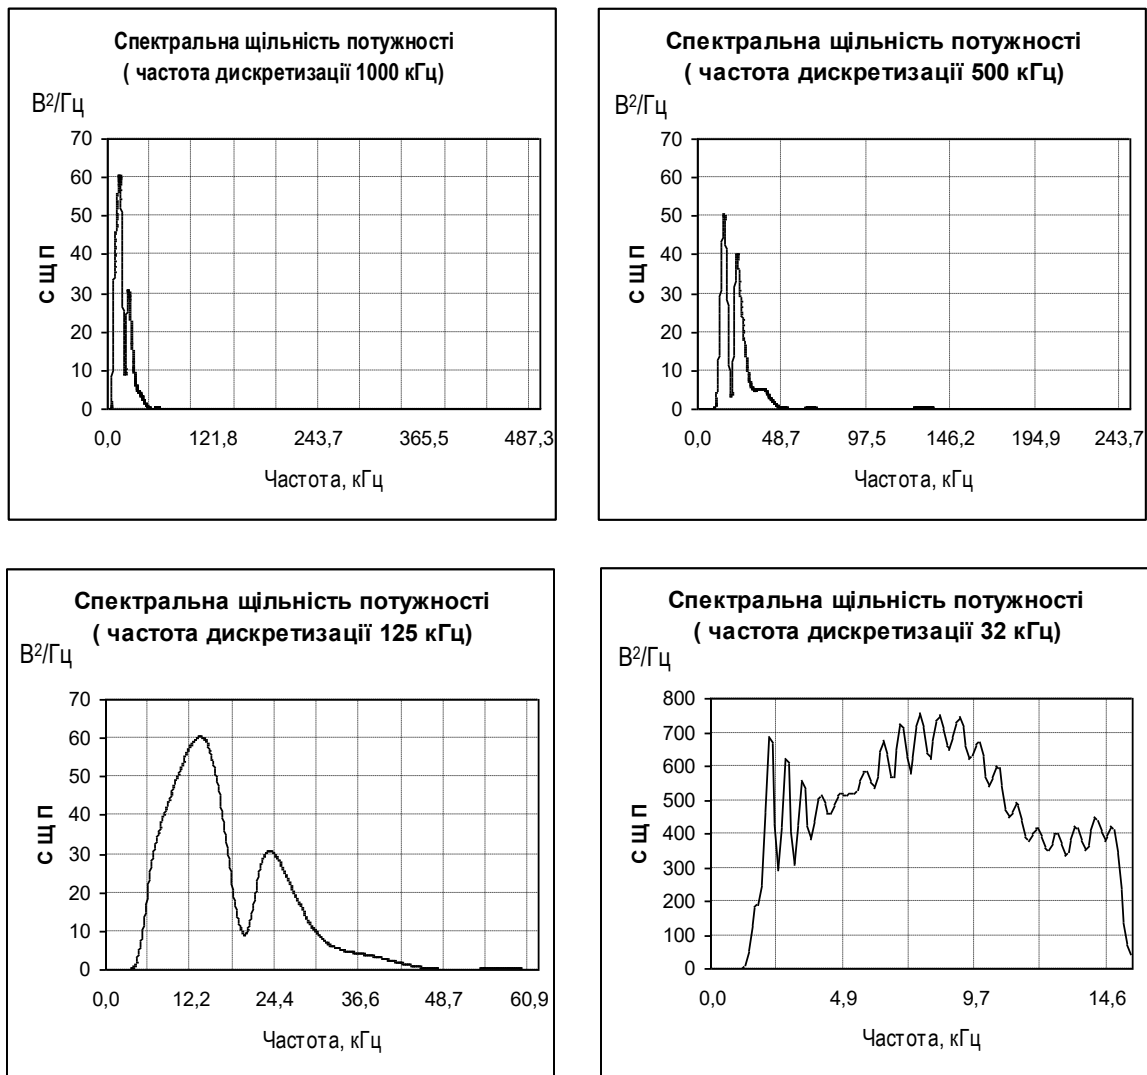 Спектральна щільність потужності
( частота дискретизації 1000 кГц)
В²/Гц
С Щ П
70
60
50
40
30
20
10
0
0,0 121,8 243,7 365,5 487,3
Частота, кГц
Спектральна щільність потужності
( частота дискретизації 500 кГц)
В²/Гц
С Щ П
70
60
50
40
30
20
10
0
0,0 48,7 97,5 146,2 194,9 243,7
Частота, кГц
Спектральна щільність потужності
( частота дискретизації 125 кГц)
В²/Гц
С Щ П
70
60
50
40
30
20
10
0
0,0 12,2 24,4 36,6 48,7 60,9
Частота, кГц
Спектральна щільність потужності
( частота дискретизації 32 кГц)
В²/Гц
С Щ П
800
700
600
500
400
300
200
100
0
0,0 4,9 9,7 14,6
Частота, кГц